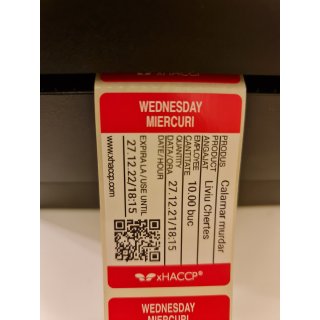 xHACCP
WEDNESDAY
MIERCURI
PRODUS Calamar murdar
PRODUCT
ANGAJAT Liviu Chertes
EMPLOYEE
CANTITATE 10.00 buc
QUANTITY
DATA/ORA 27.12.21/18:15
DATE/HOUR
EXPIRA LA / USE UNTIL
27.12.22/18:15
www.xhaccp.com
xHACCP®
WEDNESDAY
MIERCURI